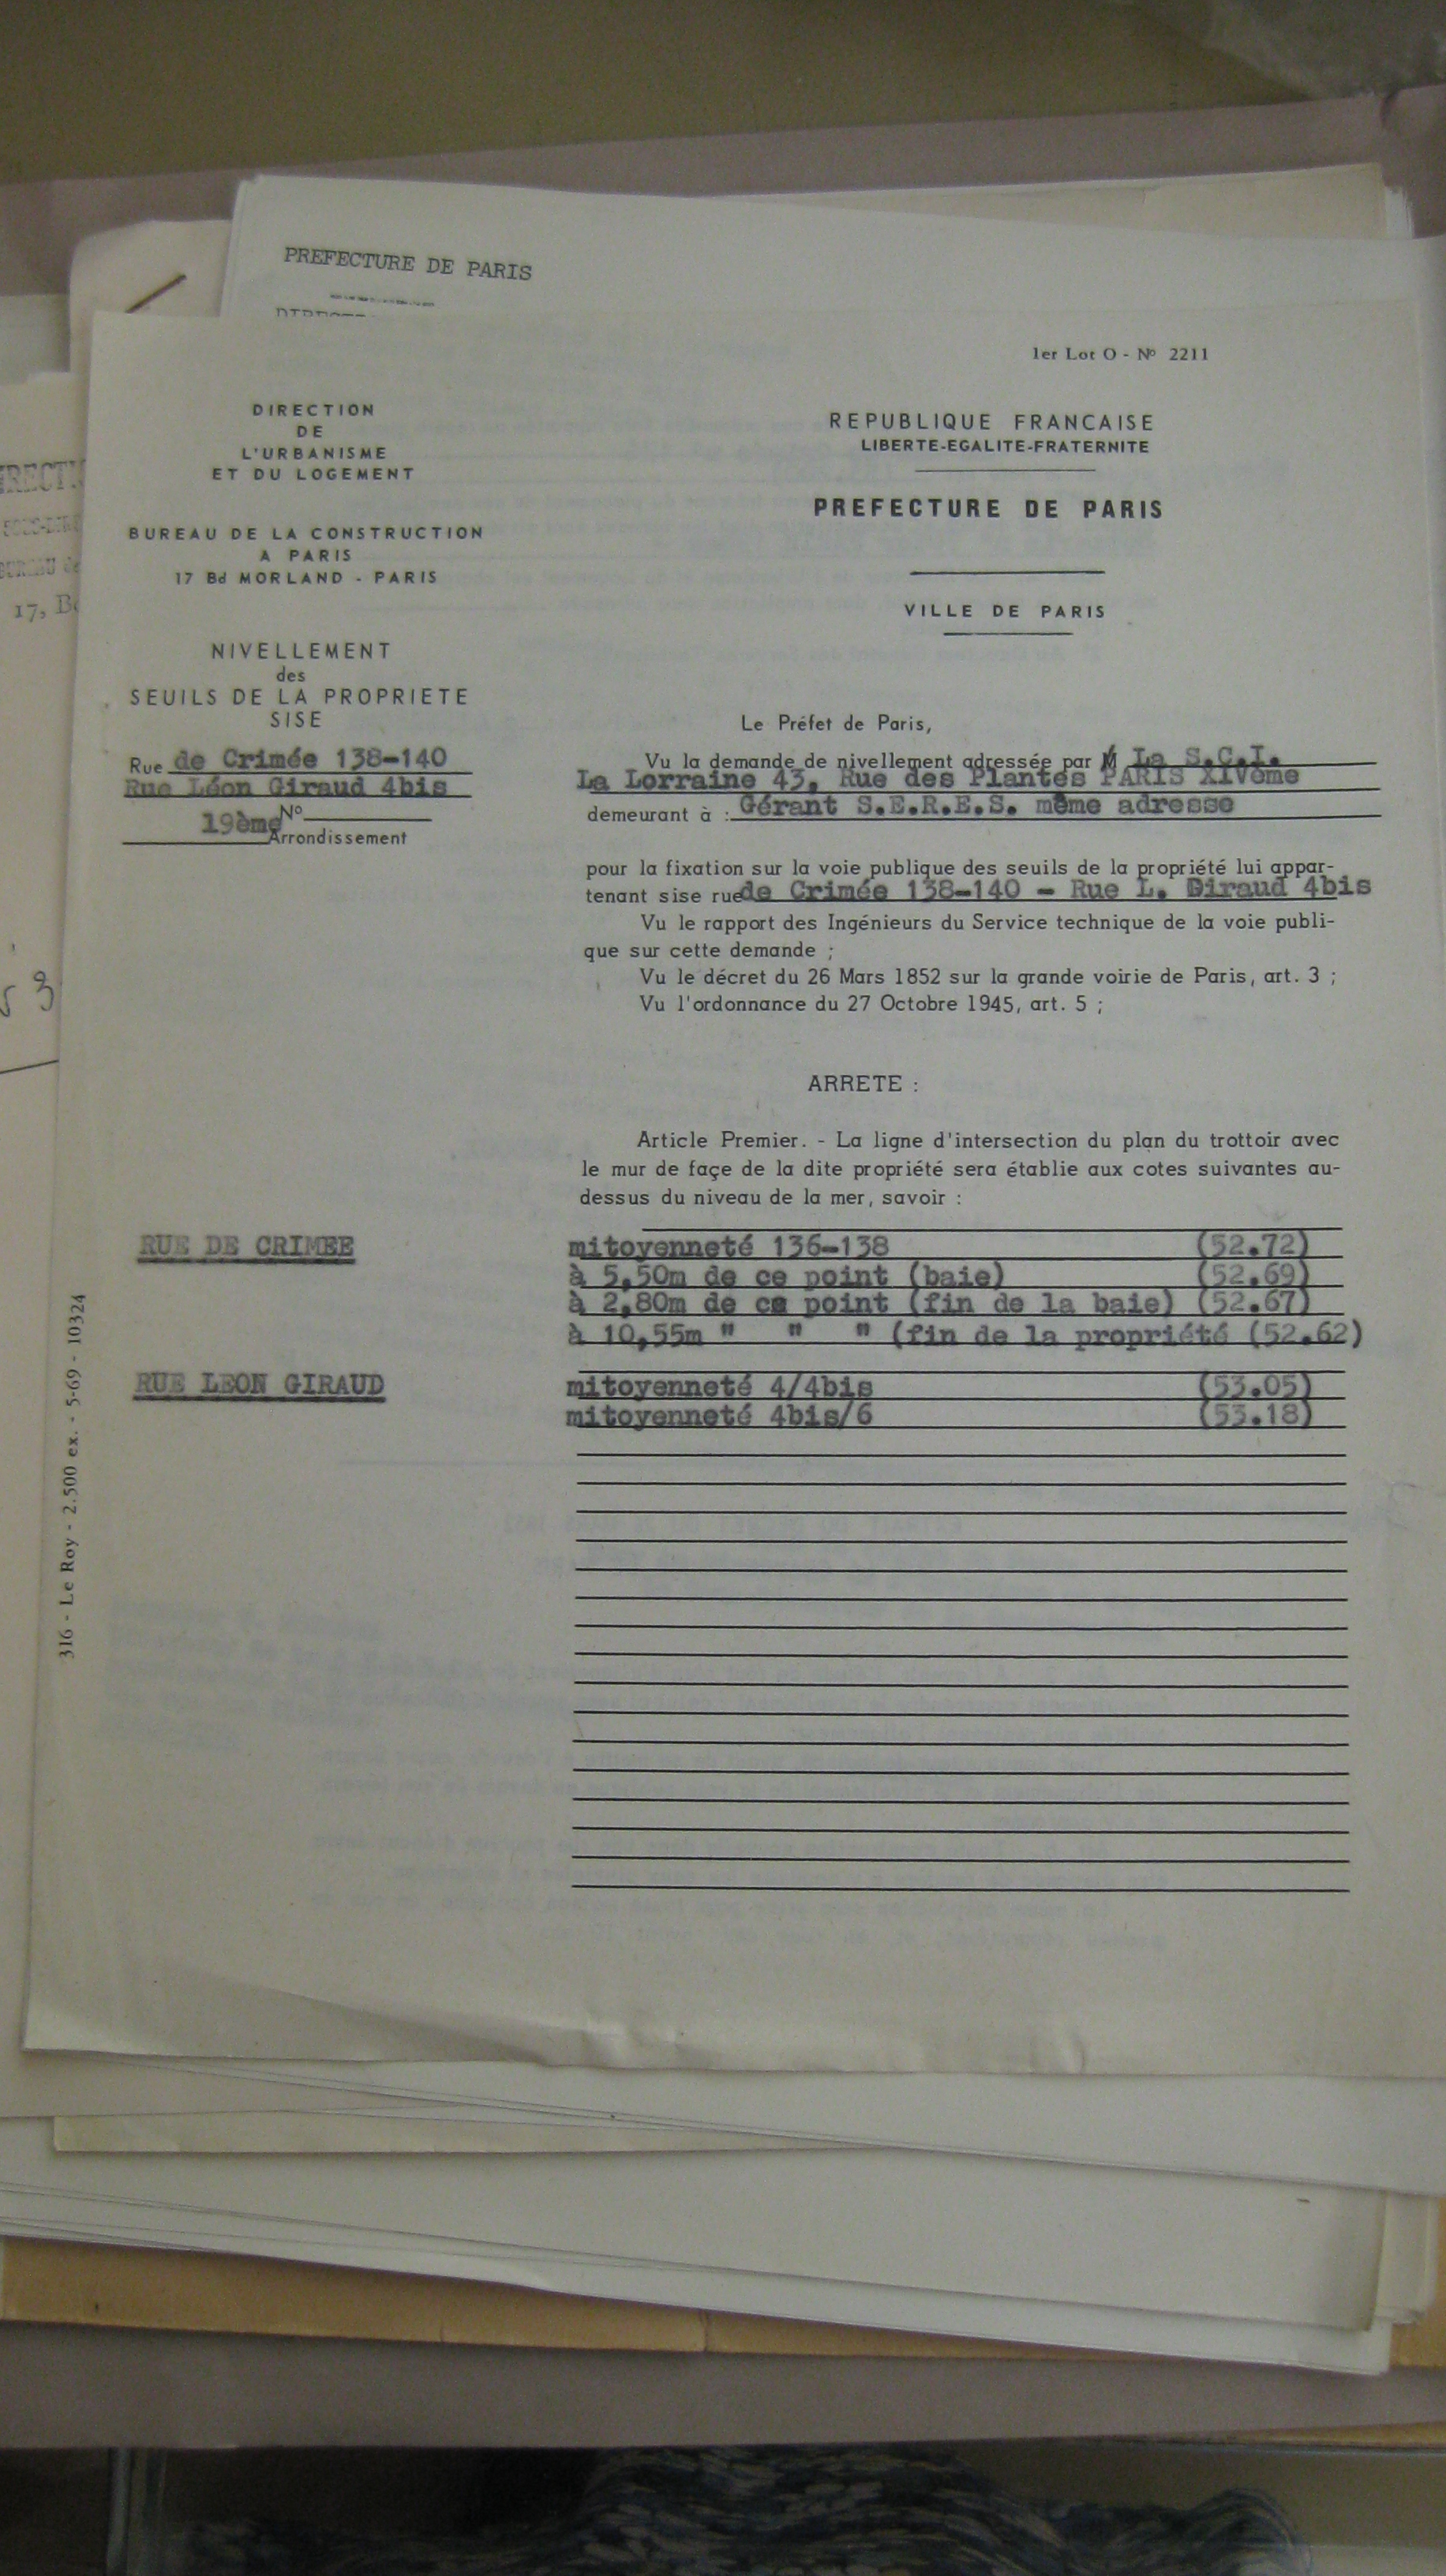 PREFECTURE DE PARIS
1er Lot O - Nº 2211
DIRECTION
DE
L'URBANISME
ET DU LOGEMENT
BUREAU DE LA CONSTRUCTION
A PARIS
17 Bd MORLAND - PARIS
NIVELLEMENT
des
SEUILS DE LA PROPRIETE
SISE
Rue de Crimée 138-140
Rue Léon Giraud 4bis
Nº
19ème Arrondissement
REPUBLIQUE FRANCAISE
LIBERTE-EGALITE-FRATERNITE
PREFECTURE DE PARIS
VILLE DE PARIS
Le Préfet de Paris,
Vu la demande de nivellement adressée par M La S.C.I.
La Lorraine 43, Rue des Plantes PARIS XIVème
demeurant à : Gérant S.E.R.E.S. même adresse
pour la fixation sur la voie publique des seuils de la propriété lui appar-
tenant sise rue de Crimée 138-140 - Rue L. Diraud 4bis
Vu le rapport des Ingénieurs du Service technique de la voie publi-
que sur cette demande ;
Vu le décret du 26 Mars 1852 sur la grande voirie de Paris, art. 3 ;
Vu l'ordonnance du 27 Octobre 1945, art. 5 ;
ARRETE :
Article Premier. - La ligne d'intersection du plan du trottoir avec
le mur de façe de la dite propriété sera établie aux cotes suivantes au-
dessus du niveau de la mer, savoir :
RUE DE CRIMEE mitoyenneté 136-138 (52.72)
à 5,50m de ce point (baie) (52.69)
à 2,80m de ce point (fin de la baie) (52.67)
à 10,55m " " " (fin de la propriété (52.62)
RUE LEON GIRAUD mitoyenneté 4/4bis (53.05)
mitoyenneté 4bis/6 (53.18)
316 - Le Roy - 2.500 ex. - 5-69 - 10324
17, B
3